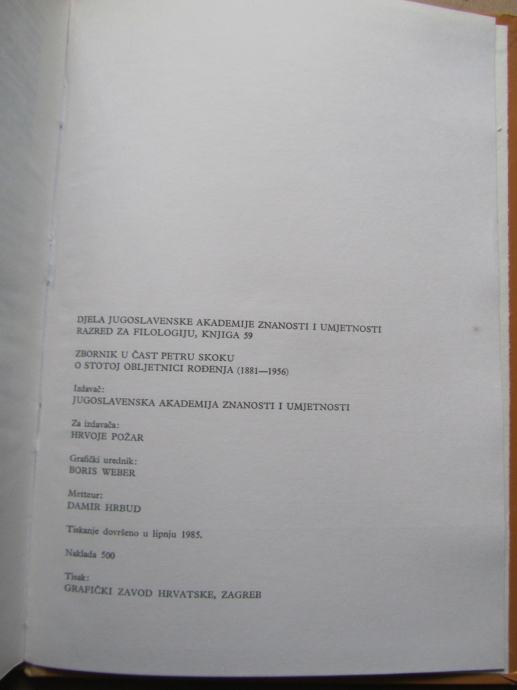 DJELA JUGOSLAVENSKE AKADEMIJE ZNANOSTI I UMJETNOSTI
RAZRED ZA FILOLOGIJU, KNJIGA 59
ZBORNIK U ČAST PETRU SKOKU
O STOTOJ OBLJETNICI ROĐENJA (1881—1956)
Izdavač:
JUGOSLAVENSKA AKADEMIJA ZNANOSTI I UMJETNOSTI
Za izdavača:
HRVOJE POŽAR
Grafički urednik:
BORIS WEBER
Metteur:
DAMIR HRBUD
Tiskanje dovršeno u lipnju 1985.
Naklada 500
Tisak:
GRAFIČKI ZAVOD HRVATSKE, ZAGREB